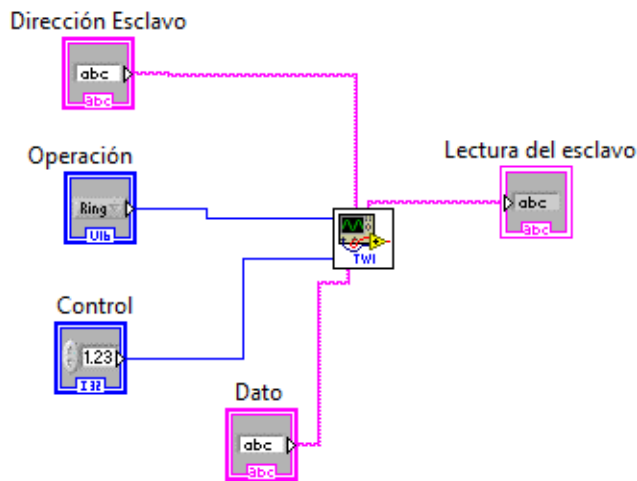 Dirección Esclavo
abc
abc
Operación
Ring
U16
Lectura del esclavo
abc
abc
TWI
Control
1.23
I32
Dato
abc
abc